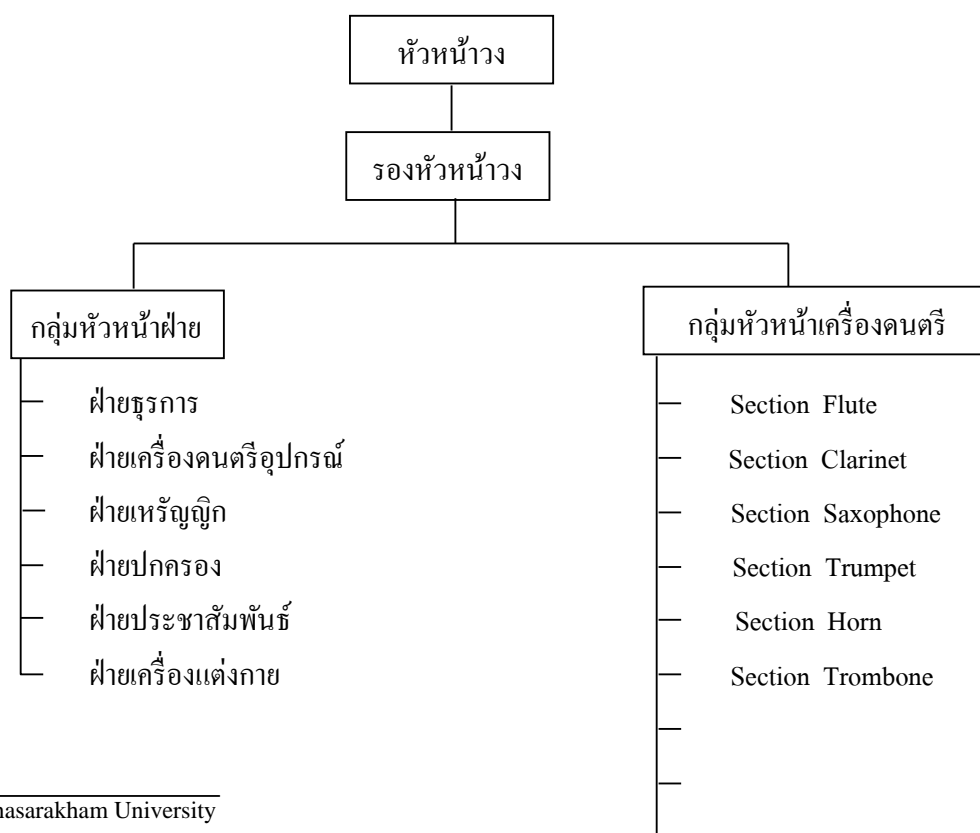 หัวหน้าวง
รองหัวหน้าวง
กลุ่มหัวหน้าฝ่าย
ฝ่ายธุรการ
ฝ่ายเครื่องดนตรีอุปกรณ์
ฝ่ายเหรัญญิก
ฝ่ายปกครอง
ฝ่ายประชาสัมพันธ์
ฝ่ายเครื่องแต่งกาย
กลุ่มหัวหน้าเครื่องดนตรี
Section Flute
Section Clarinet
Section Saxophone
Section Trumpet
Section Horn
Section Trombone
University